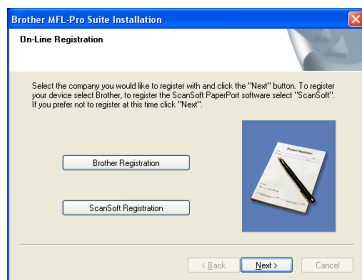 Brother MFL-Pro Suite Installation
On-Line Registration
Select the company you would like to register with and click the "Next" button. To register
your device select Brother, to register the ScanSoft PaperPort software select "ScanSoft".
If you prefer not to register at this time click "Next".
Brother Registration
ScanSoft Registration
< Back
Next >
Cancel